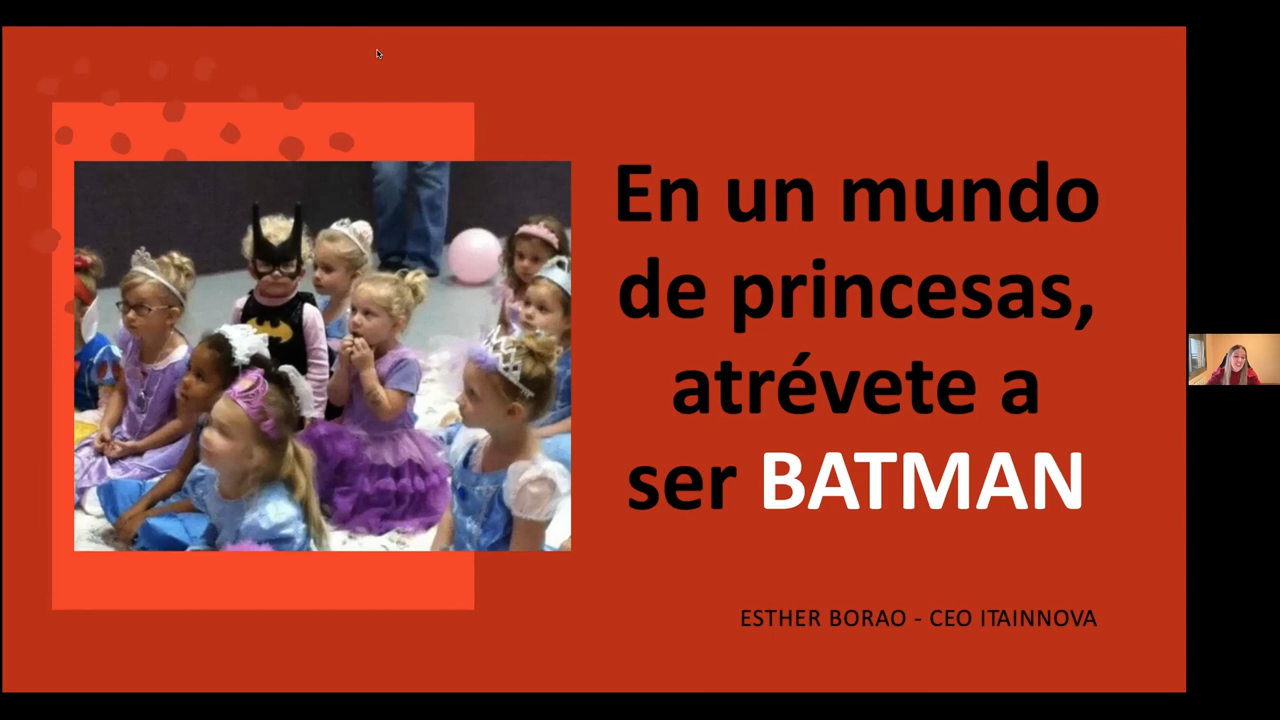 En un mundo
de princesas,
atrévete a
ser BATMAN
ESTHER BORAO - CEO ITAINNOVA